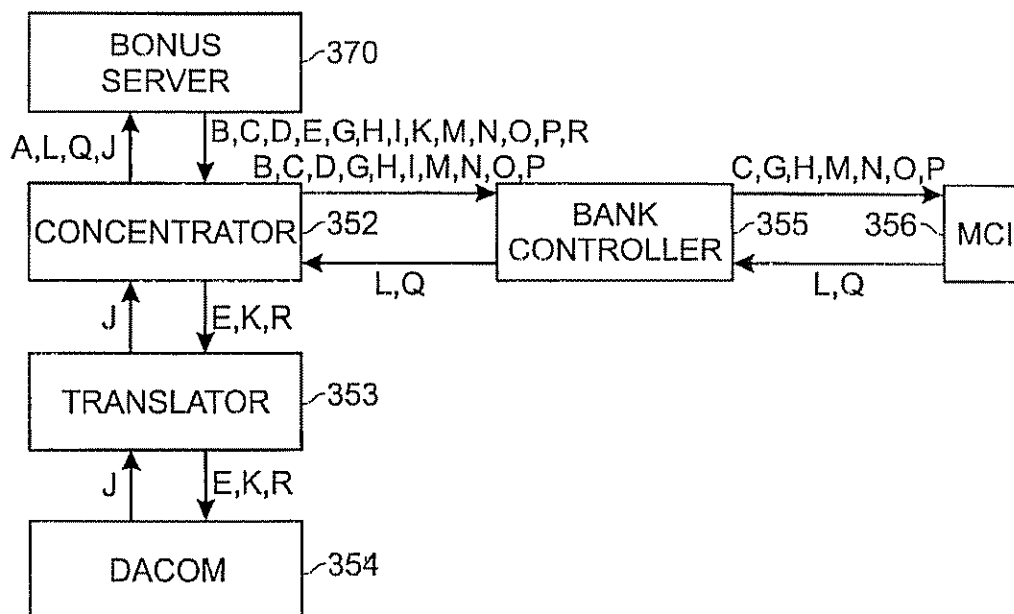 BONUS
SERVER
370
A,L,Q,J
B,C,D,E,G,H,I,K,M,N,O,P,R
B,C,D,G,H,I,M,N,O,P
C,G,H,M,N,O,P
CONCENTRATOR
352
BANK
CONTROLLER
355
356
MCI
L,Q
L,Q
J
E,K,R
TRANSLATOR
353
J
E,K,R
DACOM
354